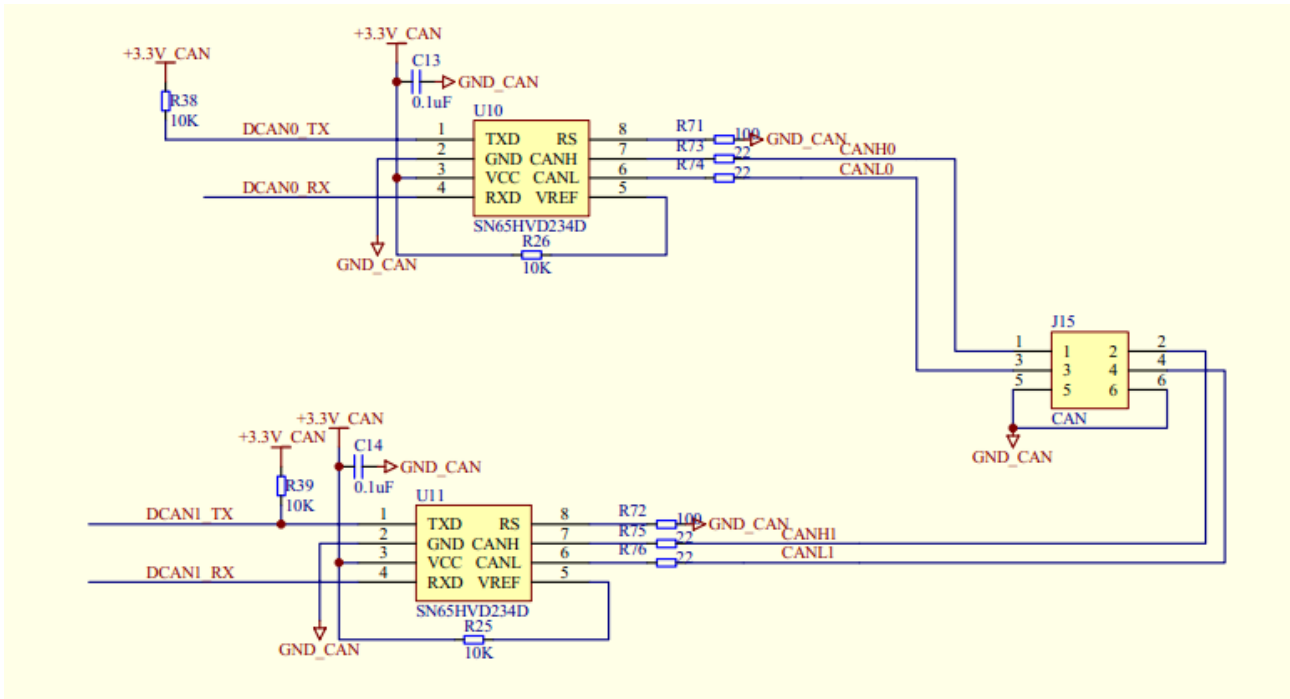 +3.3V_CAN
+3.3V_CAN
C13
GND_CAN
0.1uF
R38
10K
U10
DCAN0_TX
1
TXD
RS
8
R71
100
GND_CAN
2
GND
CANH
7
R73
22
CANH0
3
VCC
CANL
6
R74
22
CANL0
DCAN0_RX
4
RXD
VREF
5
SN65HVD234D
R26
10K
GND_CAN
J15
1
1
2
2
3
3
4
4
5
5
6
6
CAN
GND_CAN
+3.3V_CAN
+3.3V_CAN
C14
GND_CAN
0.1uF
R39
10K
U11
DCAN1_TX
1
TXD
RS
8
R72
100
GND_CAN
2
GND
CANH
7
R75
22
CANH1
3
VCC
CANL
6
R76
22
CANL1
DCAN1_RX
4
RXD
VREF
5
SN65HVD234D
R25
10K
GND_CAN